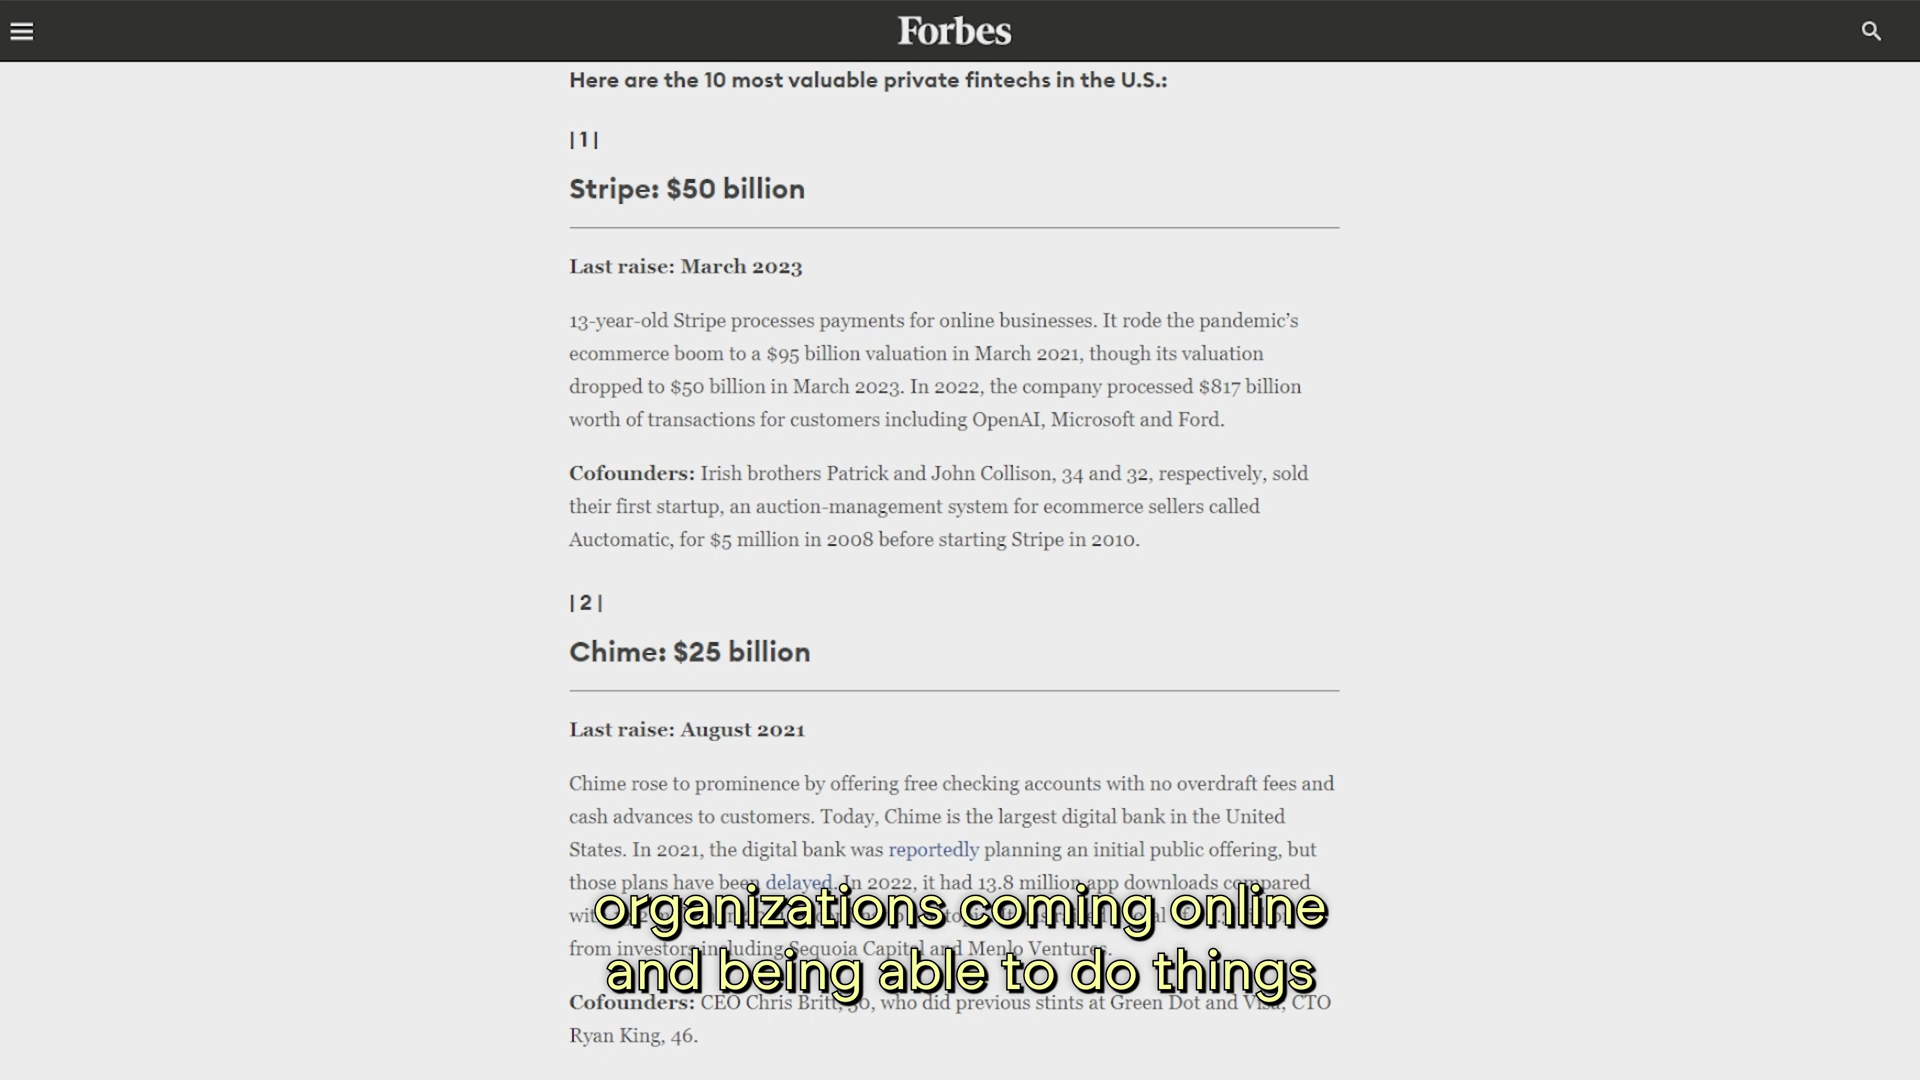 Forbes
Here are the 10 most valuable private fintechs in the U.S.:
| 1 |
Stripe: $50 billion
Last raise: March 2023
13-year-old Stripe processes payments for online businesses. It rode the pandemic’s
ecommerce boom to a $95 billion valuation in March 2021, though its valuation
dropped to $50 billion in March 2023. In 2022, the company processed $817 billion
worth of transactions for customers including OpenAI, Microsoft and Ford.
Cofounders: Irish brothers Patrick and John Collison, 34 and 32, respectively, sold
their first startup, an auction-management system for ecommerce sellers called
Auctomatic, for $5 million in 2008 before starting Stripe in 2010.
| 2 |
Chime: $25 billion
Last raise: August 2021
Chime rose to prominence by offering free checking accounts with no overdraft fees and
cash advances to customers. Today, Chime is the largest digital bank in the United
States. In 2021, the digital bank was reportedly planning an initial public offering, but
those plans have been delayed. In 2022, it had 13.8 million app downloads compared
organizations coming online
from investors including Sequoia Capital and Menlo Ventures.
and being able to do things
Cofounders: CEO Chris Britt, who did previous stints at Green Dot and Visa, CTO
Ryan King, 46.